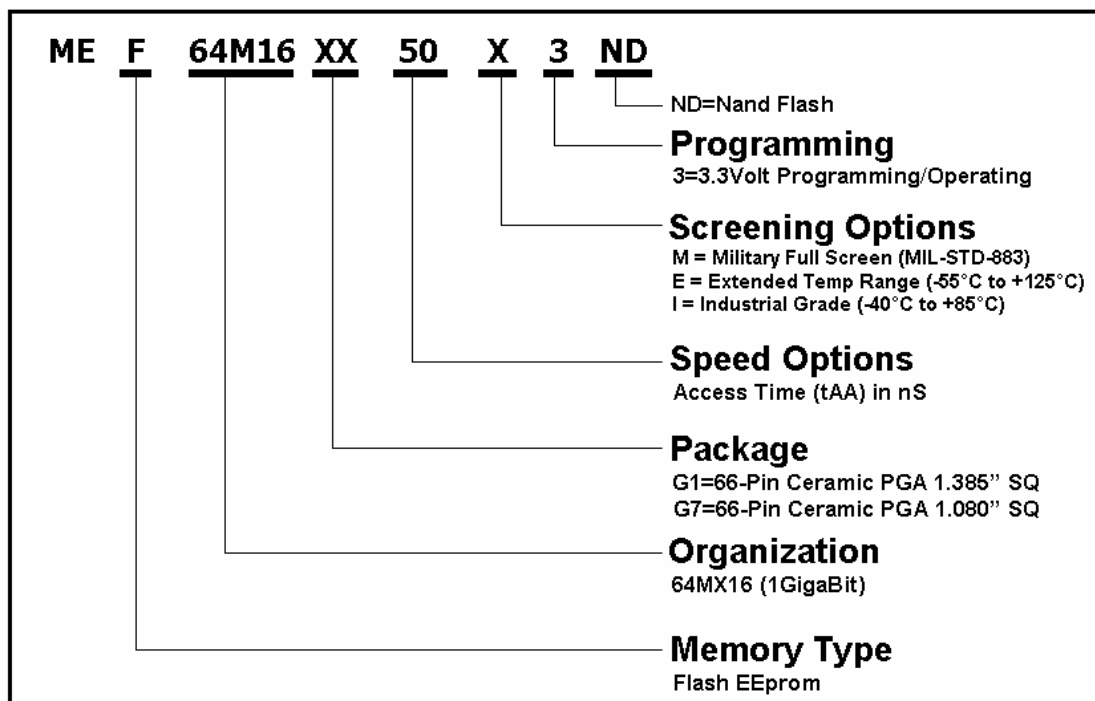 ME F 64M16 XX 50 X 3 ND
ND=Nand Flash
Programming
3=3.3Volt Programming/Operating
Screening Options
M = Military Full Screen (MIL-STD-883)
E = Extended Temp Range (-55°C to +125°C)
I = Industrial Grade (-40°C to +85°C)
Speed Options
Access Time (tAA) in nS
Package
G1=66-Pin Ceramic PGA 1.385” SQ
G7=66-Pin Ceramic PGA 1.080” SQ
Organization
64MX16 (1GigaBit)
Memory Type
Flash EEprom